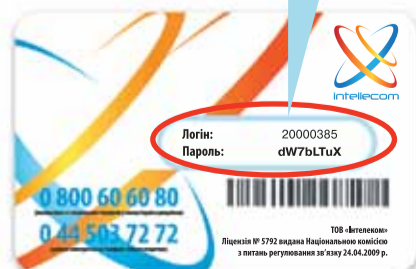 intellecom
Логін: 20000385
Пароль: dW7bLTuX
0 800 60 60 80
0 44 503 72 72
ТОВ «Інтелеком»
Ліцензія № 5792 видана Національною комісією
з питань регулювання зв'язку 24.04.2009 р.